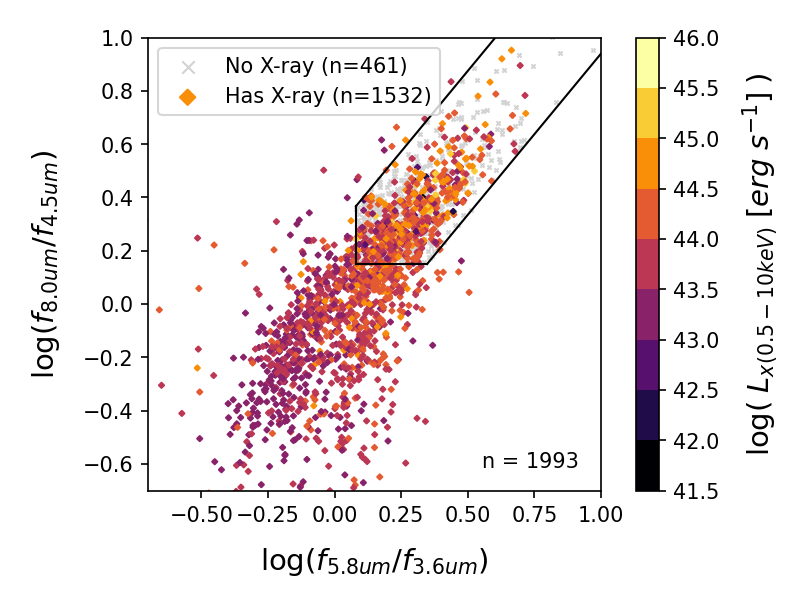 No X-ray (n=461)
Has X-ray (n=1532)
1.0
0.8
0.6
0.4
0.2
0.0
−0.2
−0.4
−0.6
log(f8.0um/f4.5um)
n = 1993
−0.50 −0.25 0.00 0.25 0.50 0.75 1.00
log(f5.8um/f3.6um)
46.0
45.5
45.0
44.5
44.0
43.5
43.0
42.5
42.0
41.5
log( Lx(0.5−10keV) [erg s−1] )